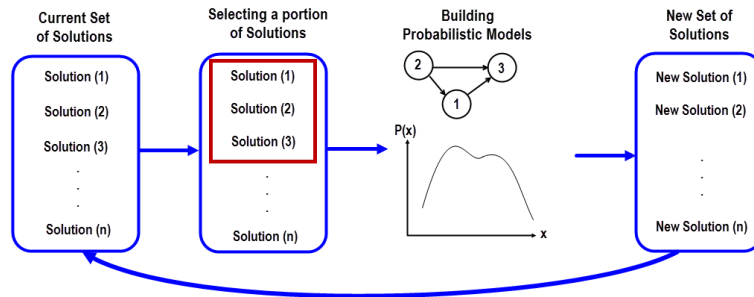 Current Set
of Solutions
Solution (1)
Solution (2)
Solution (3)
.
.
.
Solution (n)
Selecting a portion
of Solutions
Solution (1)
Solution (2)
Solution (3)
.
.
.
Solution (n)
Building
Probabilistic Models
2
3
1
P(x)
x
New Set of
Solutions
New Solution (1)
New Solution (2)
.
.
.
New Solution (n)